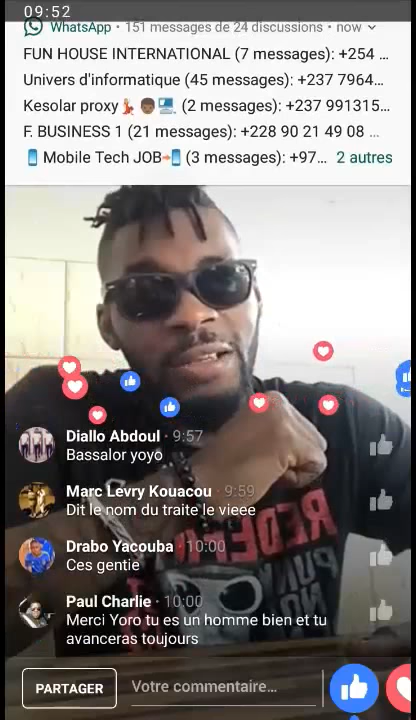 09:52
WhatsApp • 151 messages de 24 discussions • now
FUN HOUSE INTERNATIONAL (7 messages): +254 ...
Univers d'informatique (45 messages): +237 7964...
Kesolar proxy💃👨🏾‍💻 (2 messages): +237 991315...
F. BUSINESS 1 (21 messages): +228 90 21 49 08 ...
📱 Mobile Tech JOB📲 (3 messages): +97... 2 autres
Diallo Abdoul · 9:57
Bassalor yoyo
Marc Levry Kouacou · 9:59
Dit le nom du traite le vieee
Drabo Yacouba · 10:00
Ces gentie
Paul Charlie · 10:00
Merci Yoro tu es un homme bien et tu
avanceras toujours
PARTAGER
Votre commentaire...